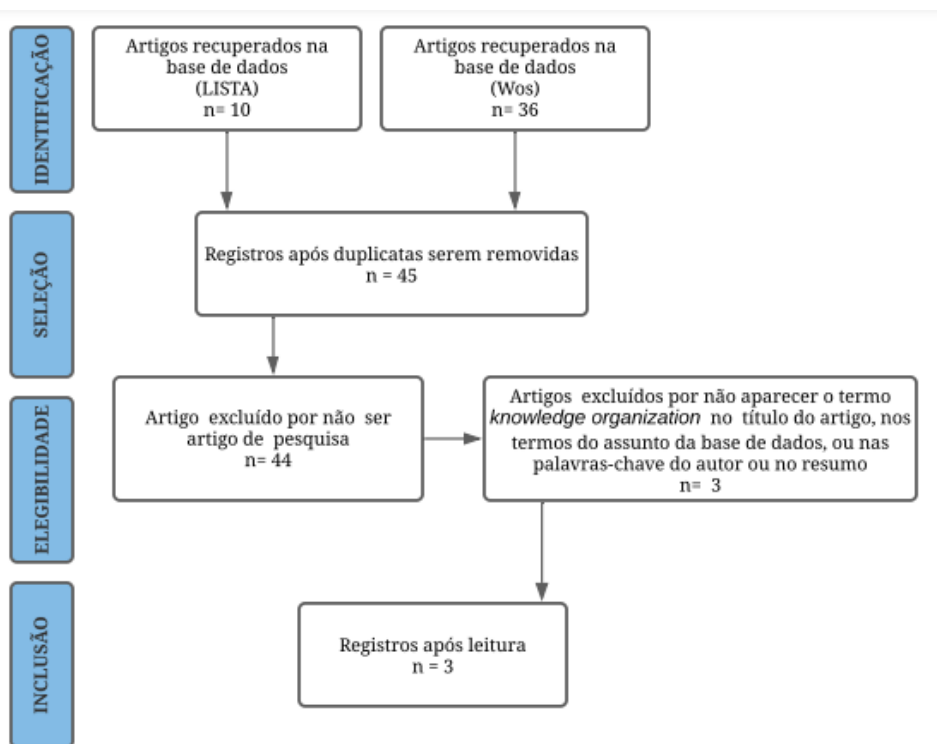 IDENTIFICAÇÃO
Artigos recuperados na
base de dados
(LISTA)
n= 10
Artigos recuperados na
base de dados
(Wos)
n= 36
SELEÇÃO
Registros após duplicatas serem removidas
n = 45
ELEGIBILIDADE
Artigo excluído por não ser
artigo de pesquisa
n= 44
Artigos excluídos por não aparecer o termo
knowledge organization no título do artigo, nos
termos do assunto da base de dados, ou nas
palavras-chave do autor ou no resumo
n= 3
INCLUSÃO
Registros após leitura
n = 3